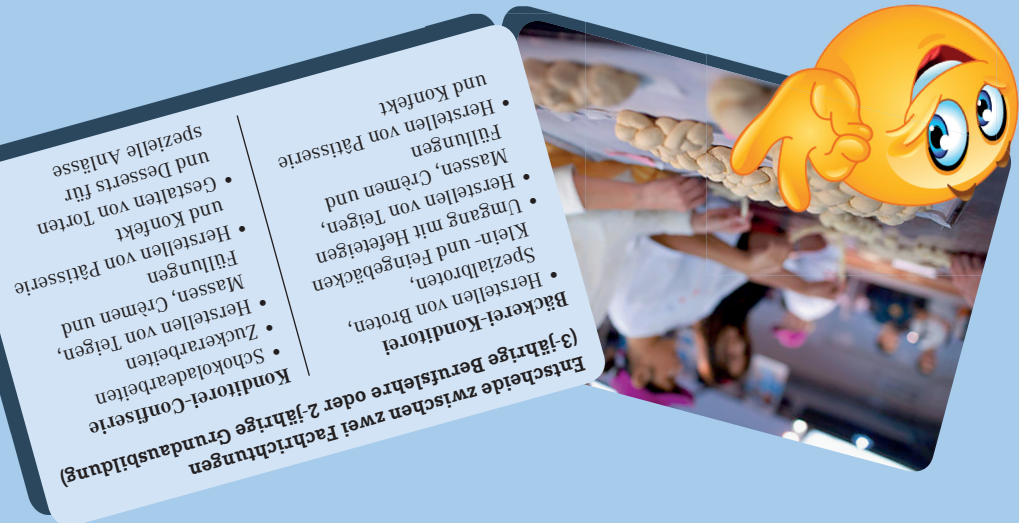 Entscheide zwischen zwei Fachrichtungen
(3-jährige Berufslehre oder 2-jährige Grundausbildung)
Bäckerei-Konditorei
• Herstellen von Broten,
Spezialbroten,
Klein- und Feingebäcken
• Umgang mit Hefeteigen
• Herstellen von Teigen,
Massen, Crèmen und
Füllungen
• Herstellen von Pâtisserie
und Konfekt
Konditorei-Confiserie
• Schokoladearbeiten
• Zuckerarbeiten
• Herstellen von Teigen,
Massen, Crèmen und
Füllungen
• Herstellen von Pâtisserie
und Konfekt
• Gestalten von Torten
und Desserts für
spezielle Anlässe